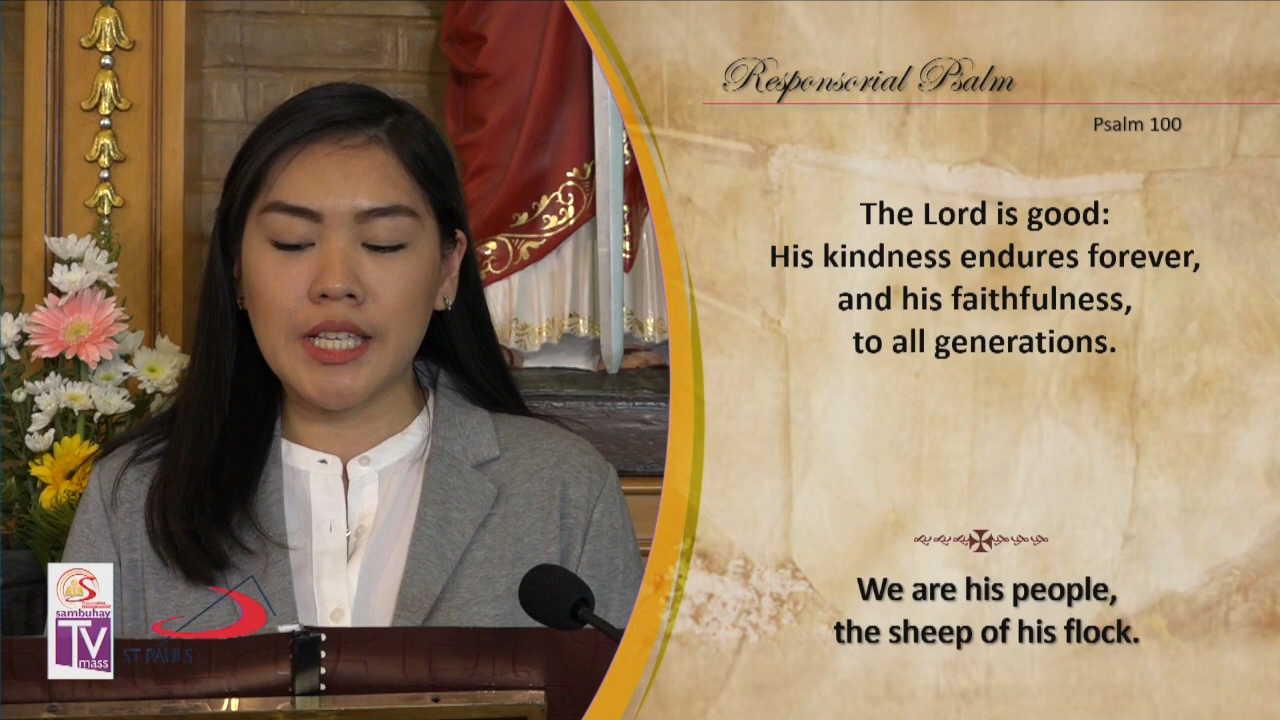 Responsorial Psalm
Psalm 100
The Lord is good:
His kindness endures forever,
and his faithfulness,
to all generations.
We are his people,
the sheep of his flock.
sambuhay
TV
mass
ST PAULS